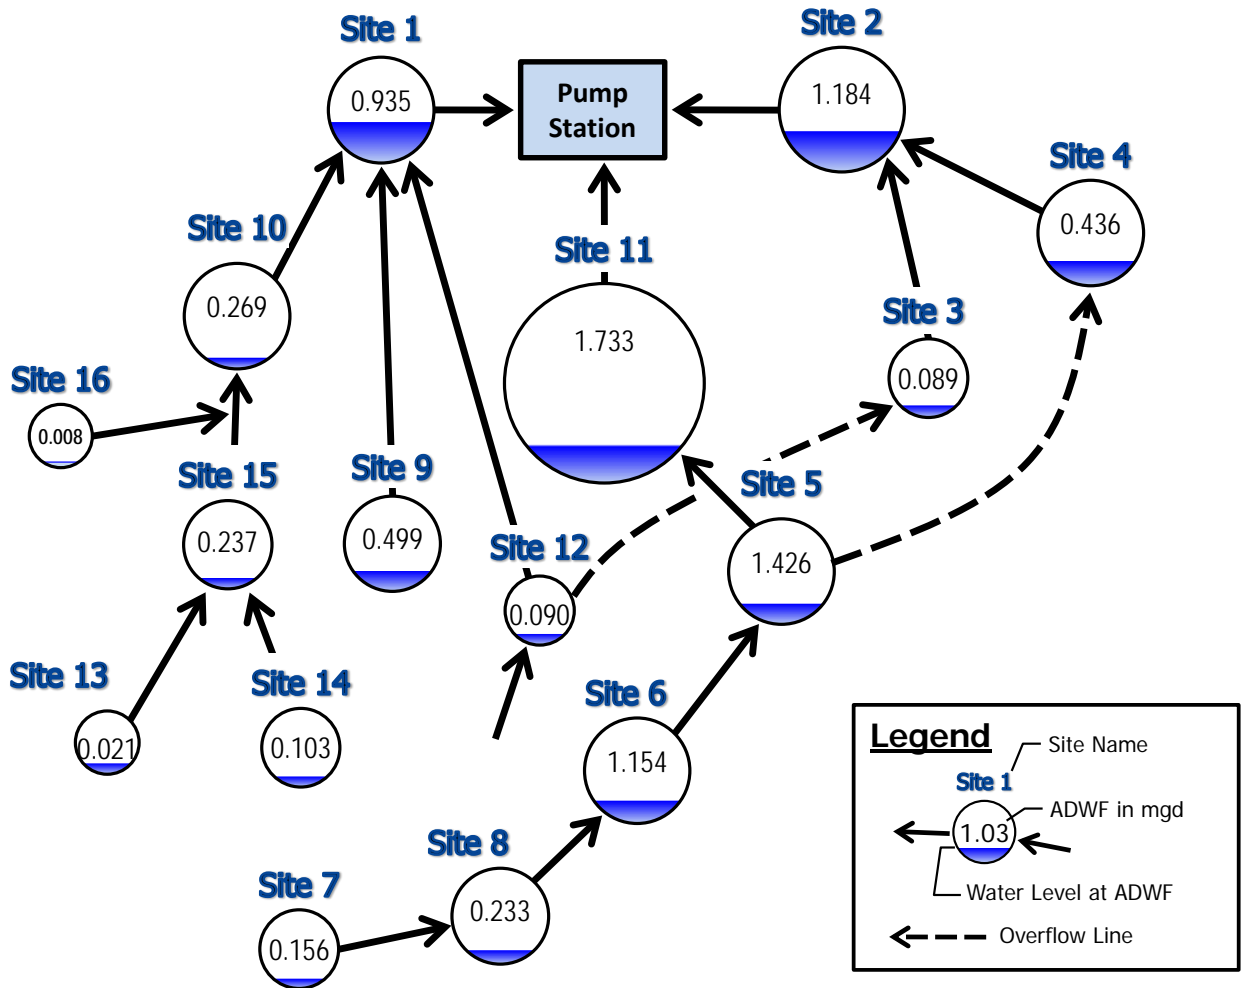 Site 1
0.935
Pump
Station
Site 2
1.184
Site 4
0.436
Site 10
0.269
Site 11
1.733
Site 3
0.089
Site 16
0.008
Site 15
0.237
Site 9
0.499
Site 12
0.090
Site 5
1.426
Site 13
0.021
Site 14
0.103
Site 6
1.154
Site 8
0.233
Site 7
0.156
Legend
Site Name
Site 1
ADWF in mgd
1.03
Water Level at ADWF
Overflow Line